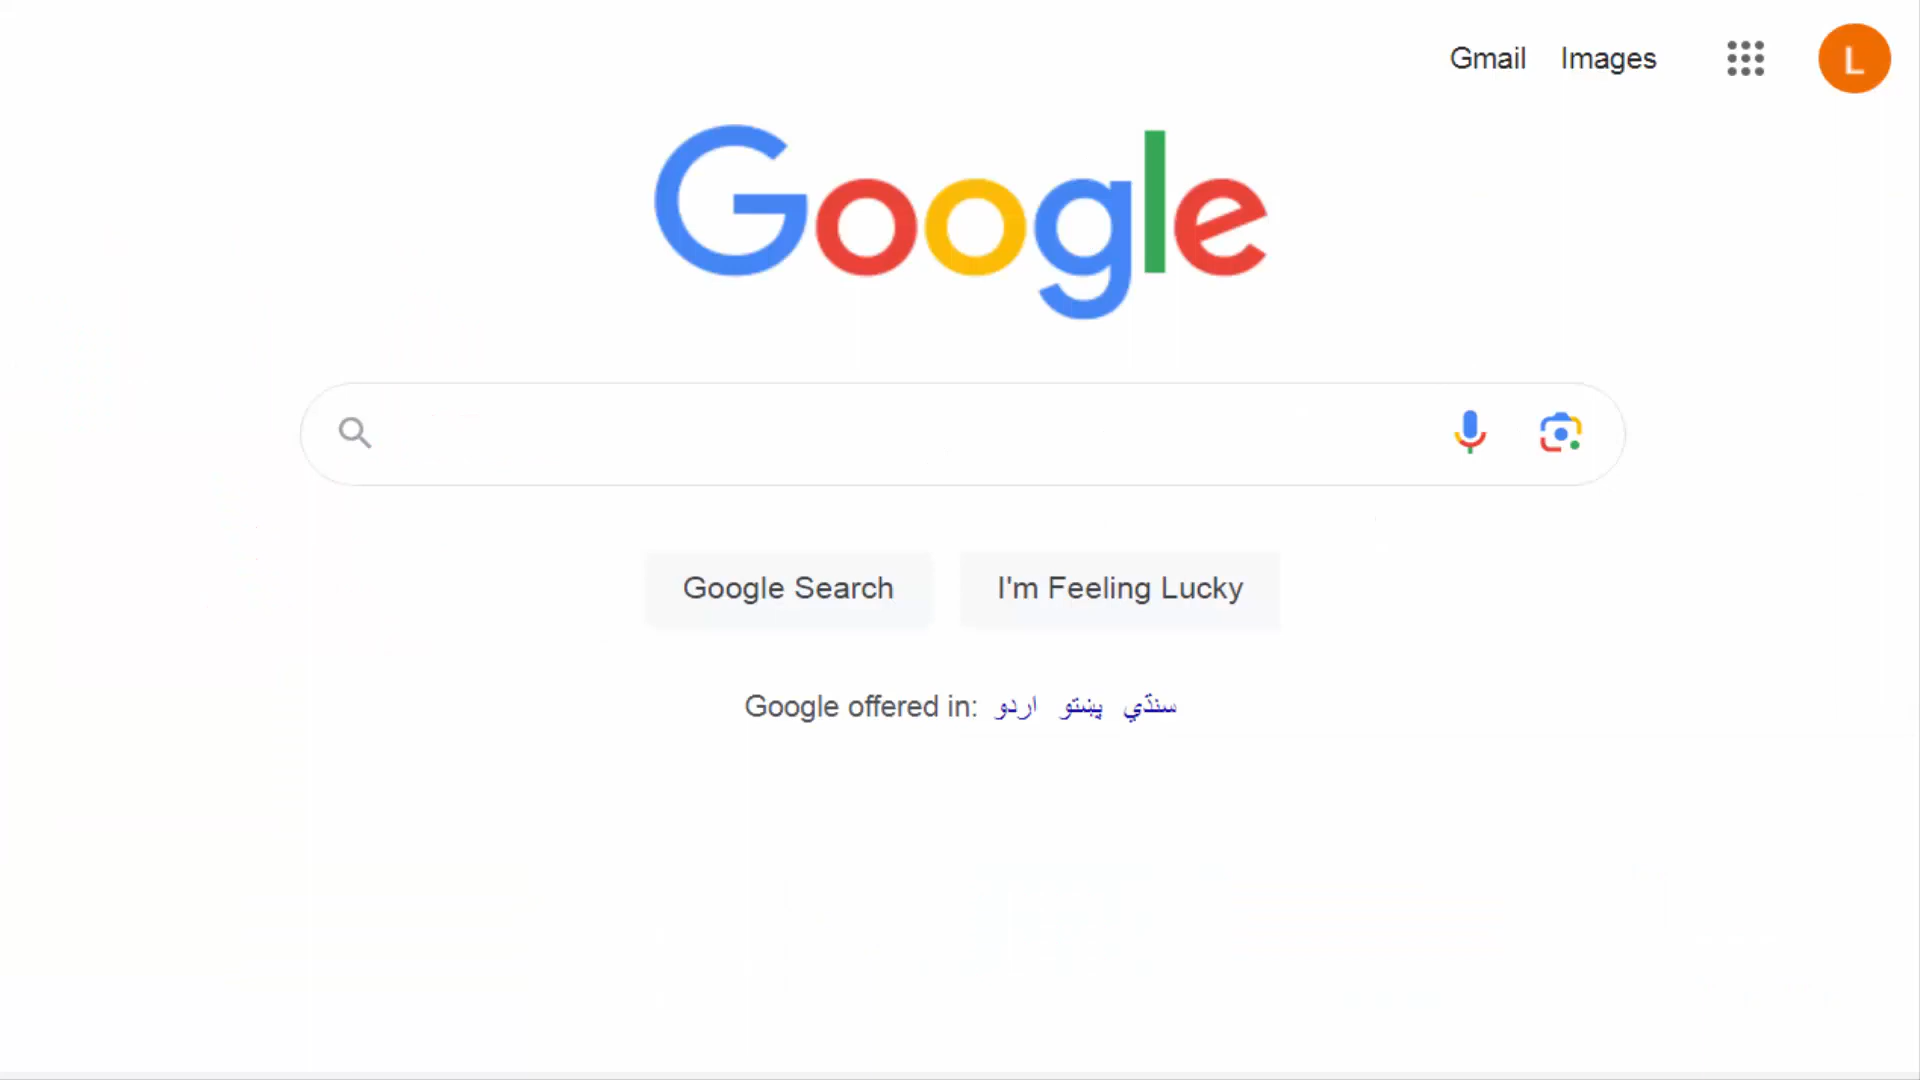 Gmail Images L
Google
Google Search I'm Feeling Lucky
Google offered in: اردو پښتو سنڌي